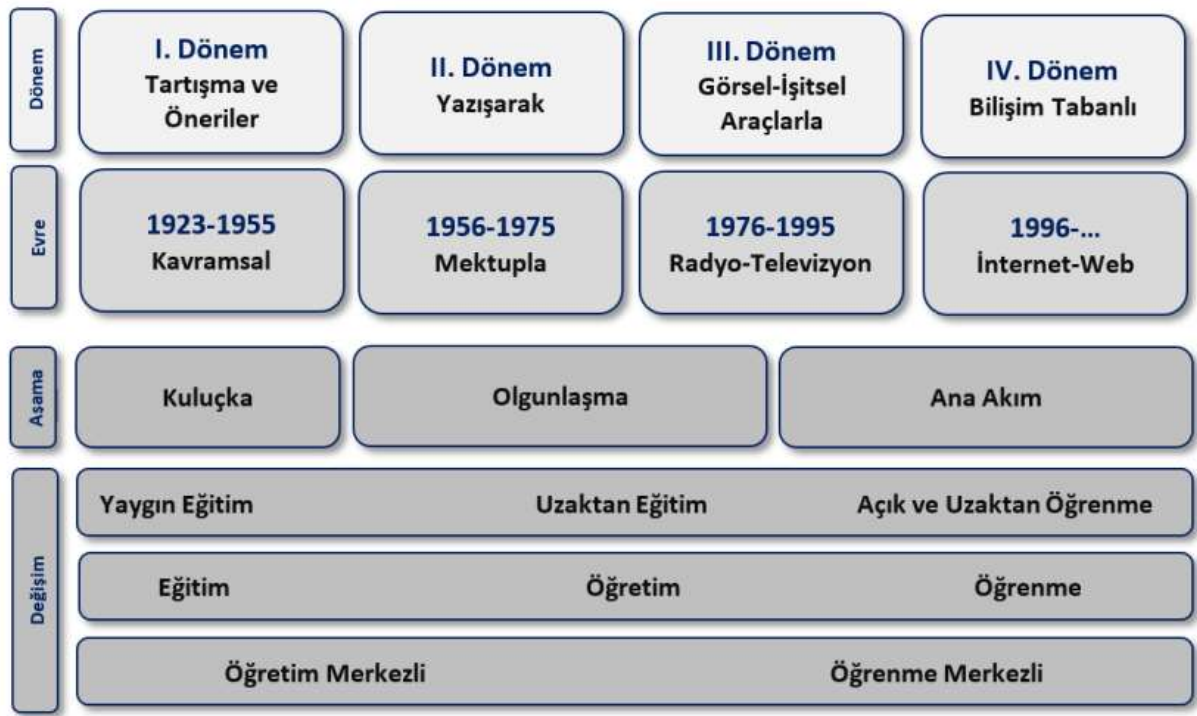 Dönem
I. Dönem
Tartışma ve
Öneriler
II. Dönem
Yazışarak
III. Dönem
Görsel-İşitsel
Araçlarla
IV. Dönem
Bilişim Tabanlı
Evre
1923-1955
Kavramsal
1956-1975
Mektupla
1976-1995
Radyo-Televizyon
1996-...
İnternet-Web
Aşama
Kuluçka
Olgunlaşma
Ana Akım
Değişim
Yaygın Eğitim
Uzaktan Eğitim
Açık ve Uzaktan Öğrenme
Eğitim
Öğretim
Öğrenme
Öğretim Merkezli
Öğrenme Merkezli